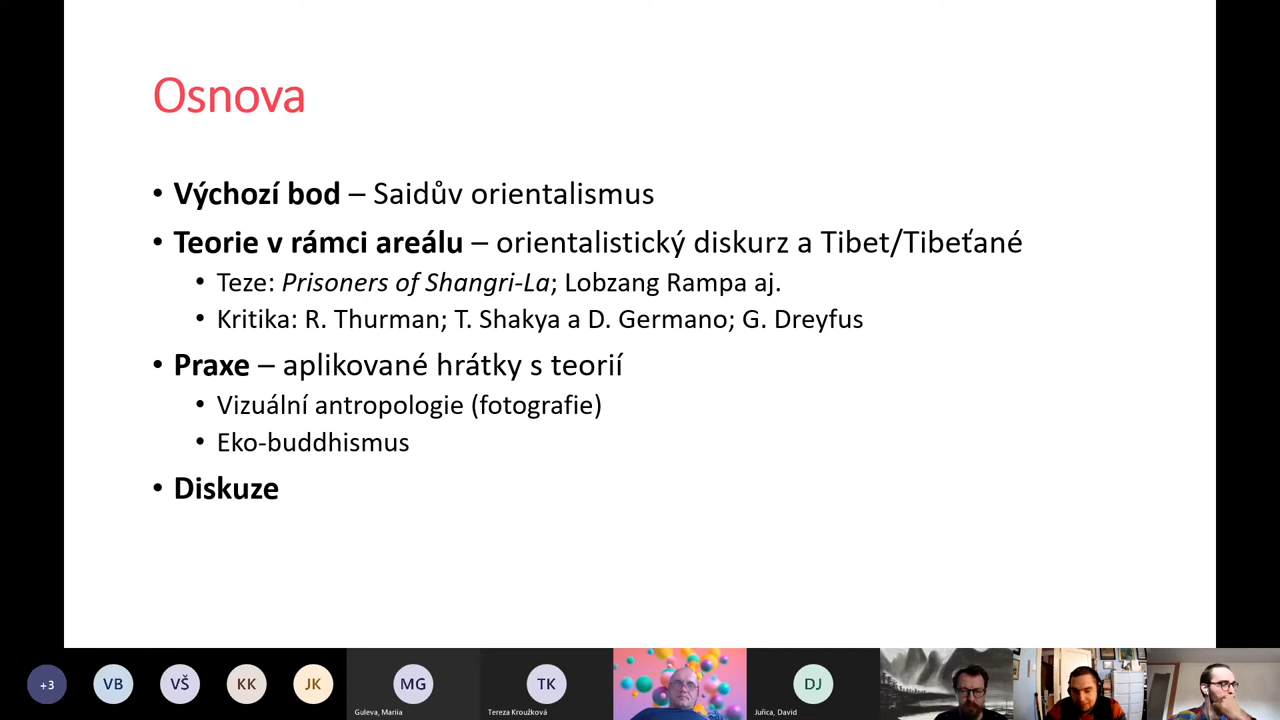 Osnova
• Výchozí bod – Saidův orientalismus
• Teorie v rámci areálu – orientalistický diskurz a Tibet/Tibeťané
• Teze: Prisoners of Shangri-La; Lobzang Rampa aj.
• Kritika: R. Thurman; T. Shakya a D. Germano; G. Dreyfus
• Praxe – aplikované hrátky s teorií
• Vizuální antropologie (fotografie)
• Eko-buddhismus
• Diskuze
+3 VB VŠ KK JK MG TK DJ
Guleva, Mariia Tereza Kroužková Juřica, David